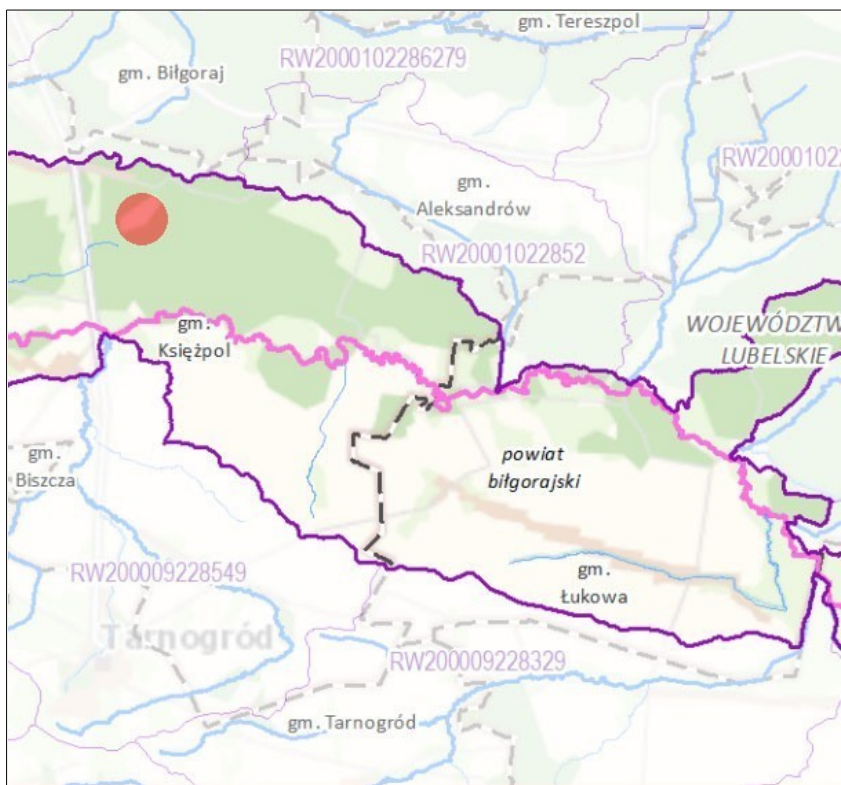 gm. Tereszpol
RW2000102286279
gm. Biłgoraj
RW20001022
gm.
Aleksandrów
RW20001022852
WOJEWÓDZTW
LUBELSKIE
gm.
Księżpol
gm.
Biszcza
powiat
biłgorajski
RW200009228549
gm.
Łukowa
Tarnogród
RW200009228329
gm. Tarnogród